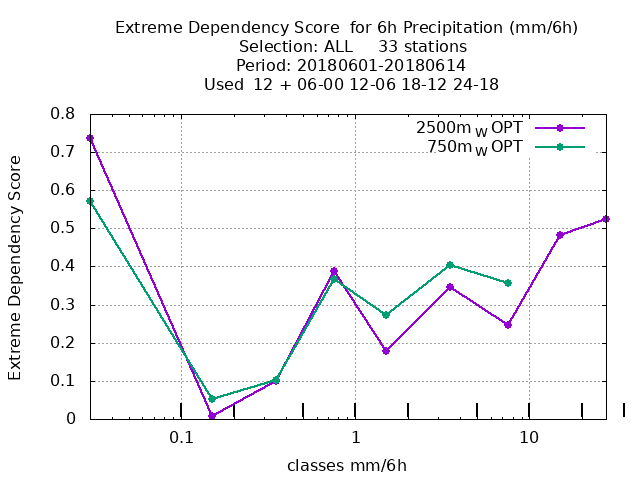 Extreme Dependency Score  for 6h Precipitation (mm/6h)
Selection: ALL     33 stations
Period: 20180601-20180614
Used  12 + 06-00 12-06 18-12 24-18
2500m W OPT
750m W OPT
Extreme Dependency Score
0.8
0.7
0.6
0.5
0.4
0.3
0.2
0.1
0
0.1 1 10
classes mm/6h